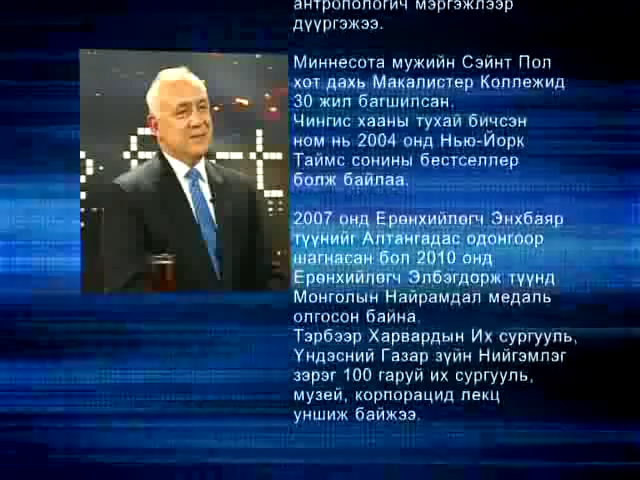 антропологич мэргэжлээр
дүүргэжээ.
Миннесота мужийн Сэйнт Пол
хот дахь Макалистер Коллежид
30 жил багшилсан.
Чингис хааны тухай бичсэн
ном нь 2004 онд Нью-Йорк
Таймс сонины бестселлер
болж байлаа.
2007 онд Ерөнхийлөгч Энхбаяр
түүнийг Алтангадас одонгоор
шагнасан бол 2010 онд
Ерөнхийлөгч Элбэгдорж түүнд
Монголын Найрамдал медаль
олгосон байна.
Тэрбээр Харвардын Их сургууль,
Үндэсний Газар зүйн Нийгэмлэг
зэрэг 100 гаруй их сургууль,
музей, корпорацид лекц
уншиж байжээ.